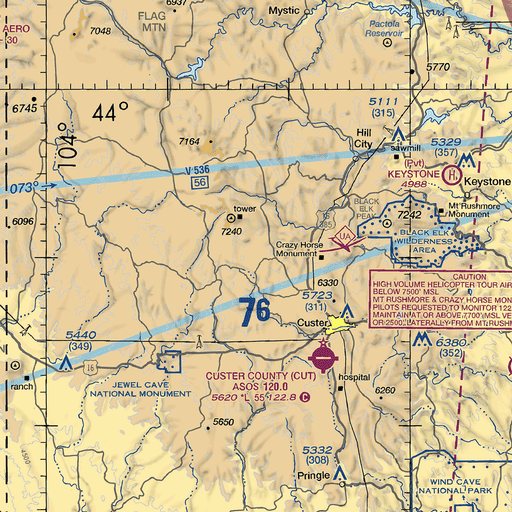 6937
Mystic
FLAG
MTN
7048
Pactola
Reservoir
AERO
30
5770
6745
44°
5111
(315)
104°
7164
Hill
City
sawmill
5329
(357)
(Pvt)
KEYSTONE
4988
H
Keystone
073°
V 536
56
BLACK
ELK
PEAK
7242
Mt Rushmore
Monument
6096
tower
7240
385
UA
BLACK ELK
WILDERNESS
AREA
Crazy Horse
Monument
6330
CAUTION
HIGH VOLUME HELICOPTER TOUR AIR
BELOW 7500' MSL
MT RUSHMORE & CRAZY HORSE MON
PILOTS REQUESTED TO MONITOR 122
MAINTAIN AT OR ABOVE 7700' MSL VE
OR 2500' LATERALLY FROM MT RUSHM
76
5723
(311)
Custer
5440
(349)
6380
(352)
16
ranch
JEWEL CAVE
NATIONAL MONUMENT
CUSTER COUNTY (CUT)
ASOS 120.0
5620 *L 55 122.8 C
hospital
6260
5650
4500
5332
(308)
Pringle
WIND CAVE
NATIONAL PARK